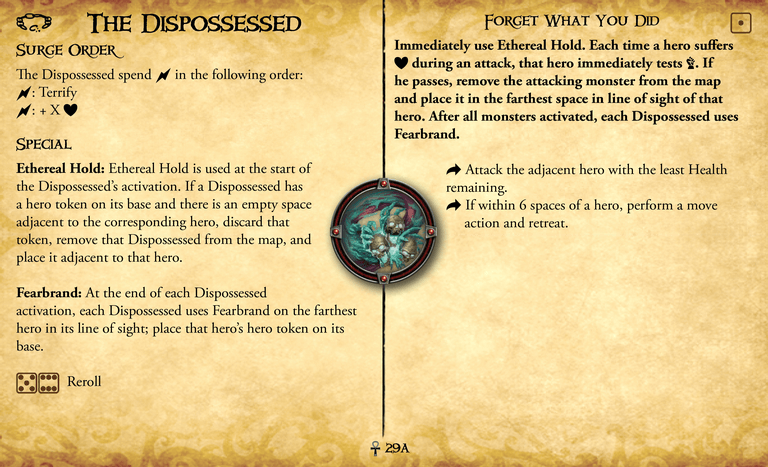 The Dispossessed
Surge Order
The Dispossessed spend in the following order:
: Terrify
: + X
Special
Ethereal Hold: Ethereal Hold is used at the start of
the Dispossessed's activation. If a Dispossessed has
a hero token on its base and there is an empty space
adjacent to the corresponding hero, discard that
token, remove that Dispossessed from the map, and
place it adjacent to that hero.
Fearbrand: At the end of each Dispossessed
activation, each Dispossessed uses Fearbrand on the farthest
hero in its line of sight; place that hero's hero token on its
base.
Reroll
Forget What You Did
Immediately use Ethereal Hold. Each time a hero suffers
during an attack, that hero immediately tests . If
he passes, remove the attacking monster from the map
and place it in the farthest space in line of sight of that
hero. After all monsters activated, each Dispossessed uses
Fearbrand.
Attack the adjacent hero with the least Health
remaining.
If within 6 spaces of a hero, perform a move
action and retreat.
29A